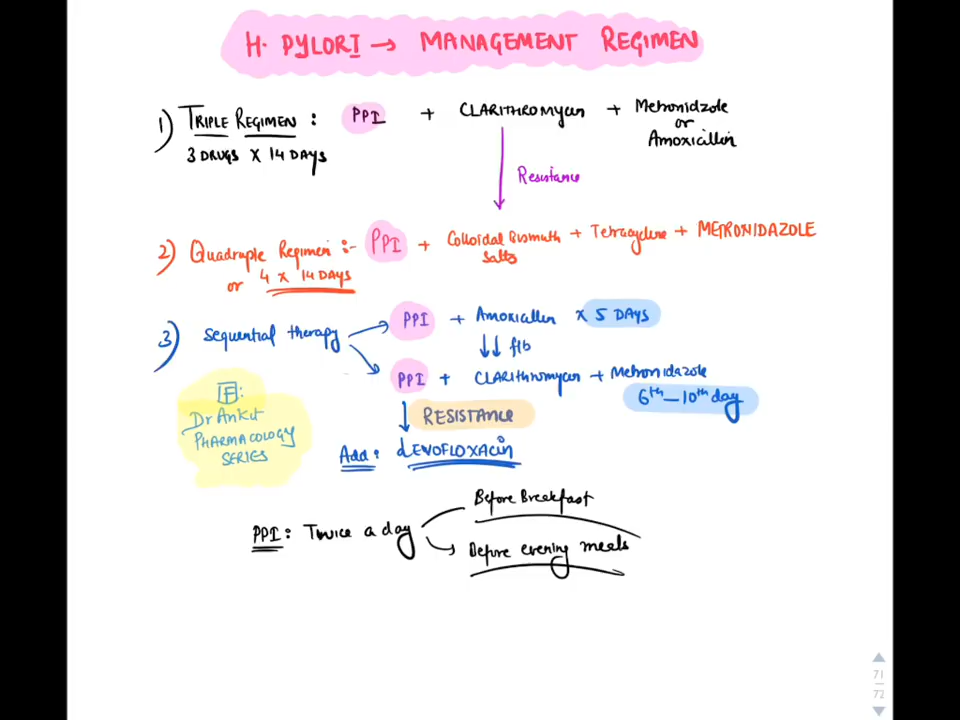 H. PYLORI → MANAGEMENT REGIMEN
1) TRIPLE REGIMEN : PPI + CLARITHROMycin + Metronidzole
or
Amoxicillin
3 DRUGS X 14 DAYS
Resistance
2) Quadruple Regimen :- PPI + Colloidal Bismuth + Tetracycline + METRONIDAZOLE
salts
or 4 x 14 DAYS
3) Sequential therapy
PPI + Amoxicillin x 5 DAYS
↓↓ f/b
PPI + CLARithromycin + Metronidazole
6th – 10th day
↓ RESISTANCE
Add: LEVOFLOXACin
F:
Dr Ankit
PHARMACOLOGY
SERIES
PPI: Twice a day
Before Breakfast
Before evening meals
71
72